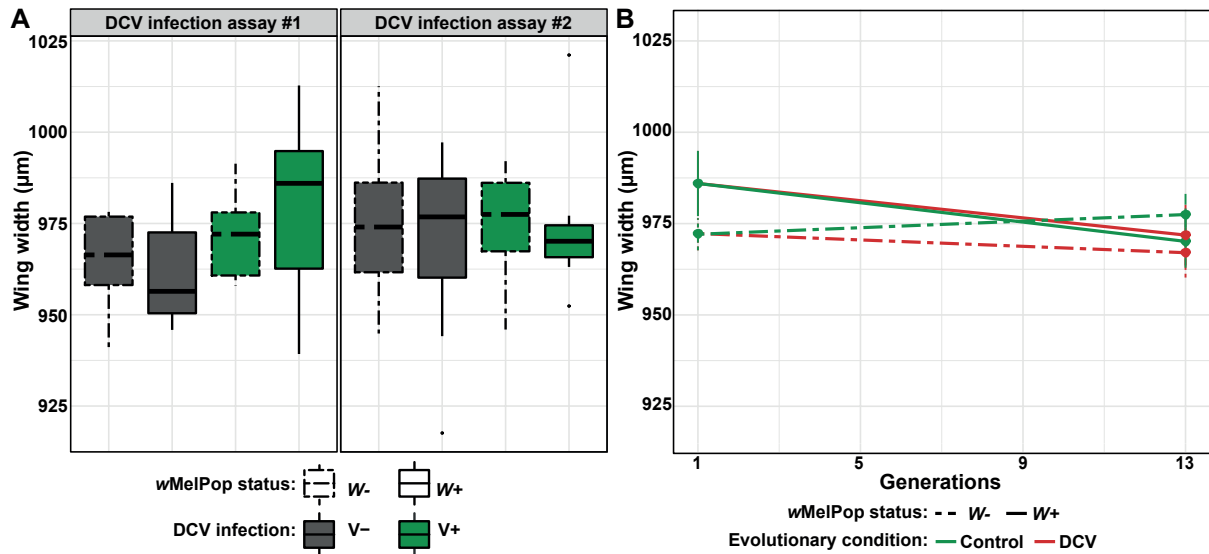 A
DCV infection assay #1
DCV infection assay #2
Wing width (µm)
1025
1000
975
950
925
wMelPop status: W- W+
DCV infection: V− V+
B
Wing width (µm)
1025
1000
975
950
925
1 5 9 13
Generations
wMelPop status: W- W+
Evolutionary condition: Control DCV